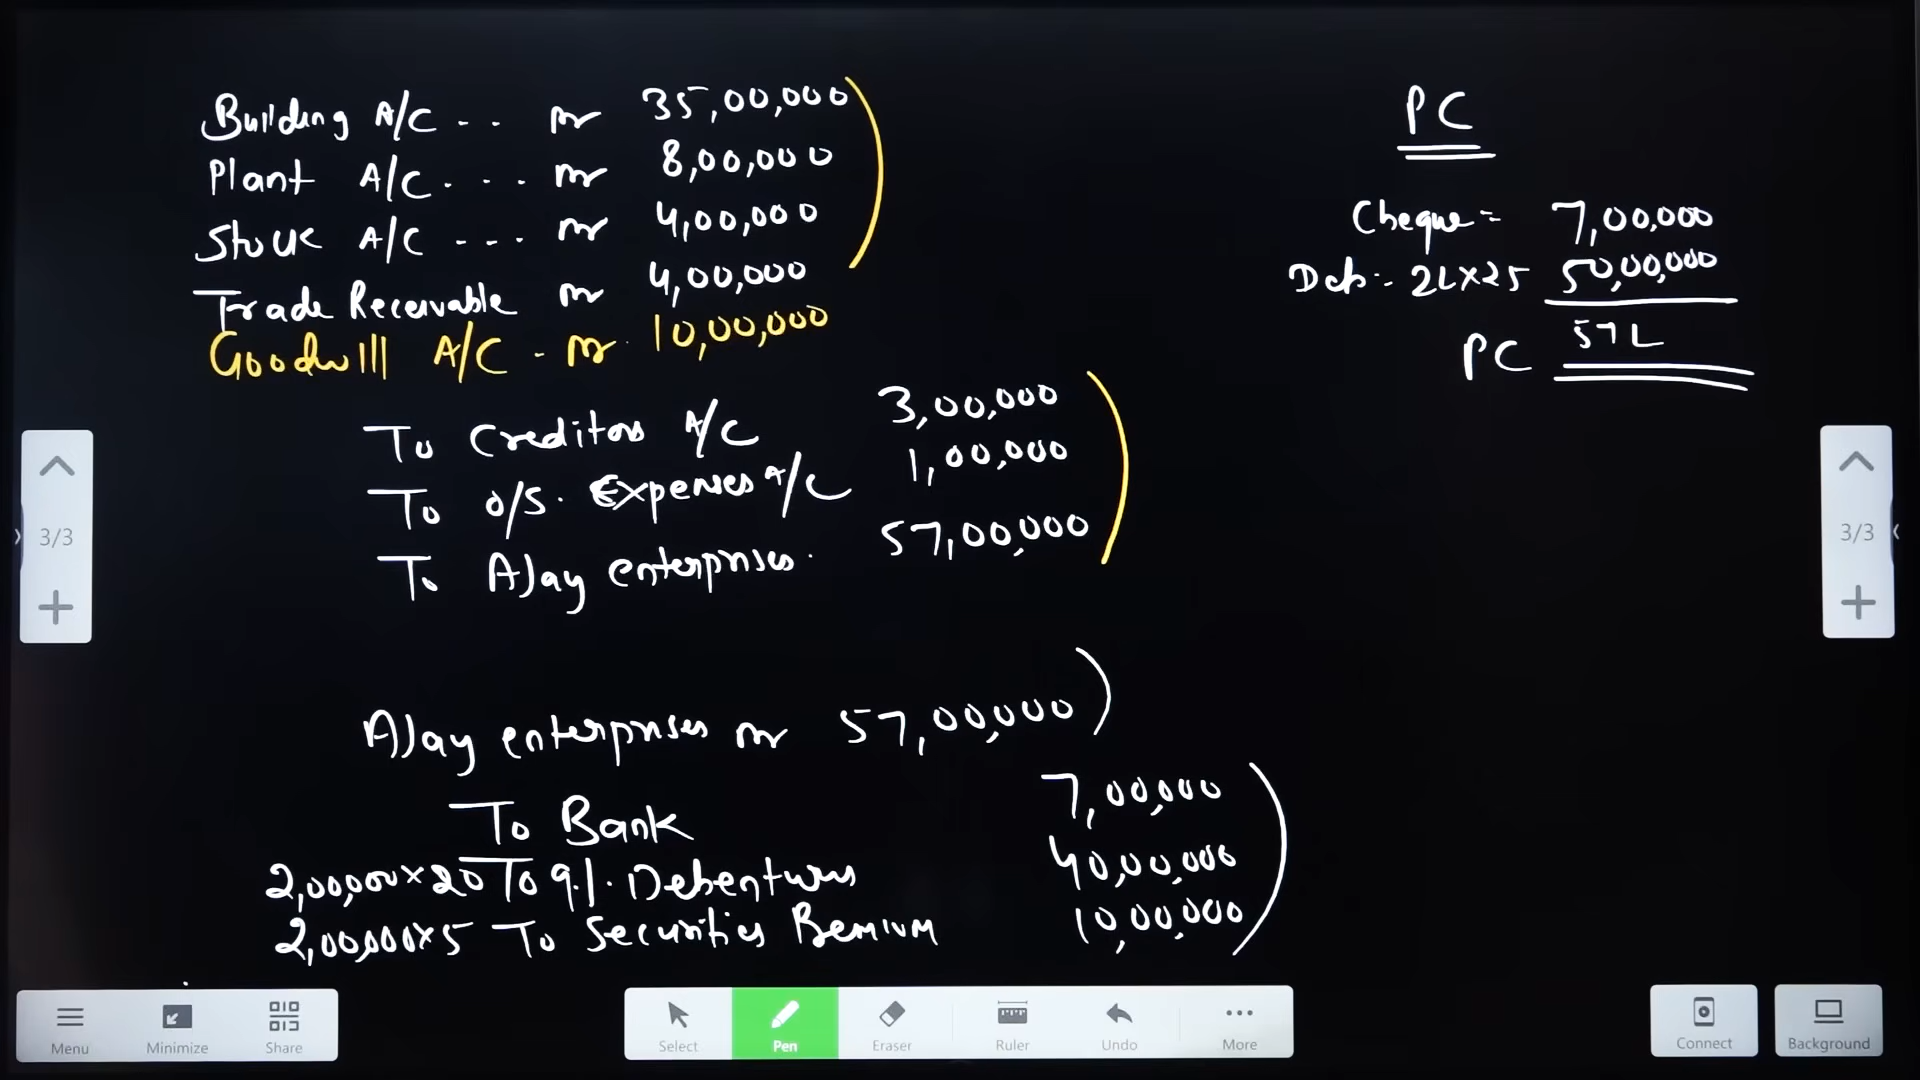 Building A/C . . Dr 35,00,000
Plant A/C . . . Dr 8,00,000
Stock A/C . . . Dr 4,00,000
Trade Receivable Dr 4,00,000
Goodwill A/C . Dr 10,00,000
To Creditors A/C 3,00,000
To O/S. Expenses A/C 1,00,000
To Ajay enterprises. 57,00,000
Ajay enterprises Dr 57,00,000
To Bank 7,00,000
2,00,000×20 To 9.1. Debentures 40,00,000
2,00,000×5 To Securities Premium 10,00,000
PC
Cheque = 7,00,000
Deb:- 2L×25 50,00,000
PC 57L
3/3
3/3
Menu
Minimize
Share
Select
Pen
Eraser
Ruler
Undo
More
Connect
Background